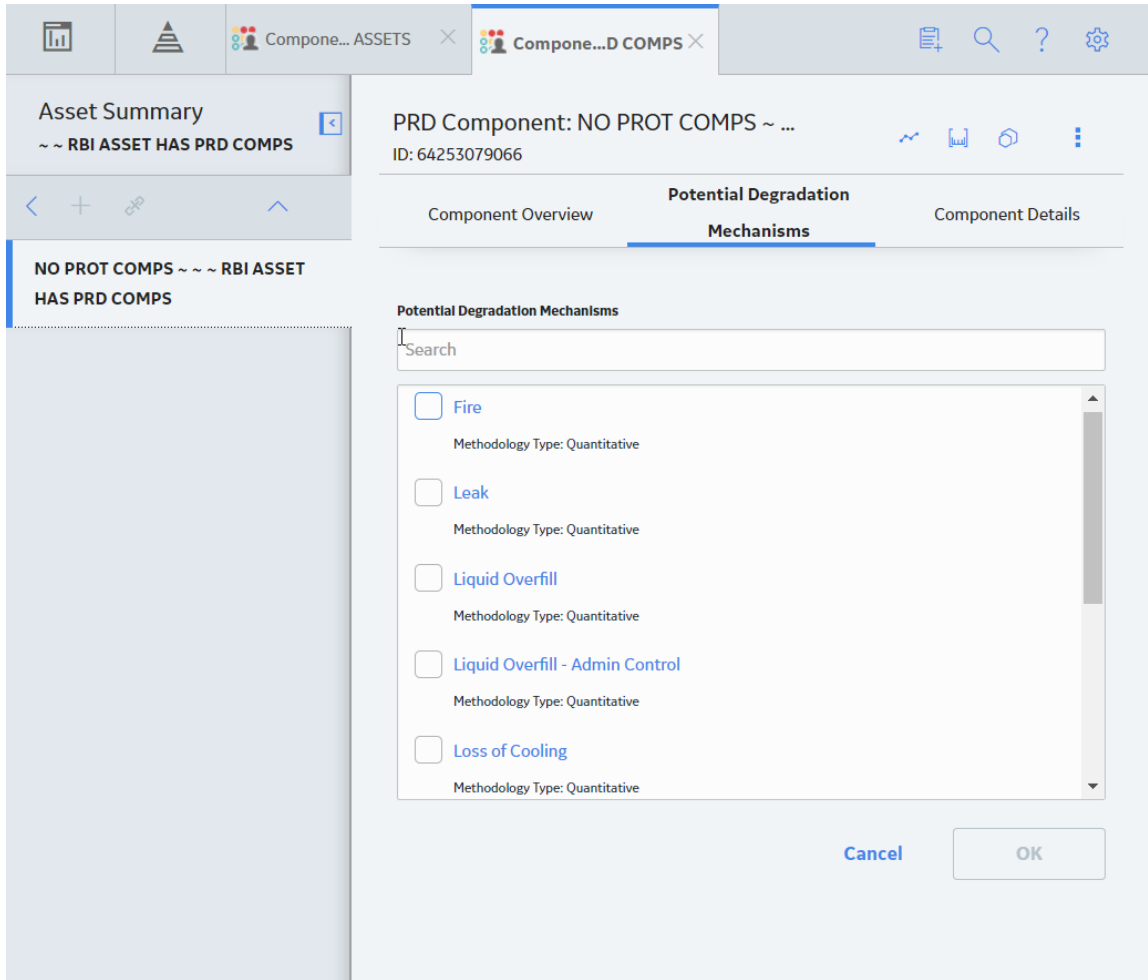 Compone... ASSETS
Compone...D COMPS
Asset Summary
~ ~ RBI ASSET HAS PRD COMPS
NO PROT COMPS ~ ~ ~ RBI ASSET
HAS PRD COMPS
PRD Component: NO PROT COMPS ~ ...
ID: 64253079066
Component Overview
Potential Degradation
Mechanisms
Component Details
Potential Degradation Mechanisms
Search
Fire
Methodology Type: Quantitative
Leak
Methodology Type: Quantitative
Liquid Overfill
Methodology Type: Quantitative
Liquid Overfill - Admin Control
Methodology Type: Quantitative
Loss of Cooling
Methodology Type: Quantitative
Cancel
OK